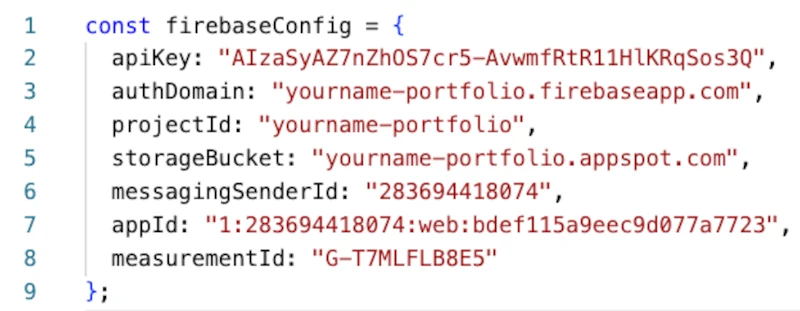 1 const firebaseConfig = {
2 apiKey: "AIzaSyAZ7nZhOS7cr5-AvwmfRtR11HlKRqSos3Q",
3 authDomain: "yourname-portfolio.firebaseapp.com",
4 projectId: "yourname-portfolio",
5 storageBucket: "yourname-portfolio.appspot.com",
6 messagingSenderId: "283694418074",
7 appId: "1:283694418074:web:bdef115a9eec9d077a7723",
8 measurementId: "G-T7MLFLB8E5"
9 };